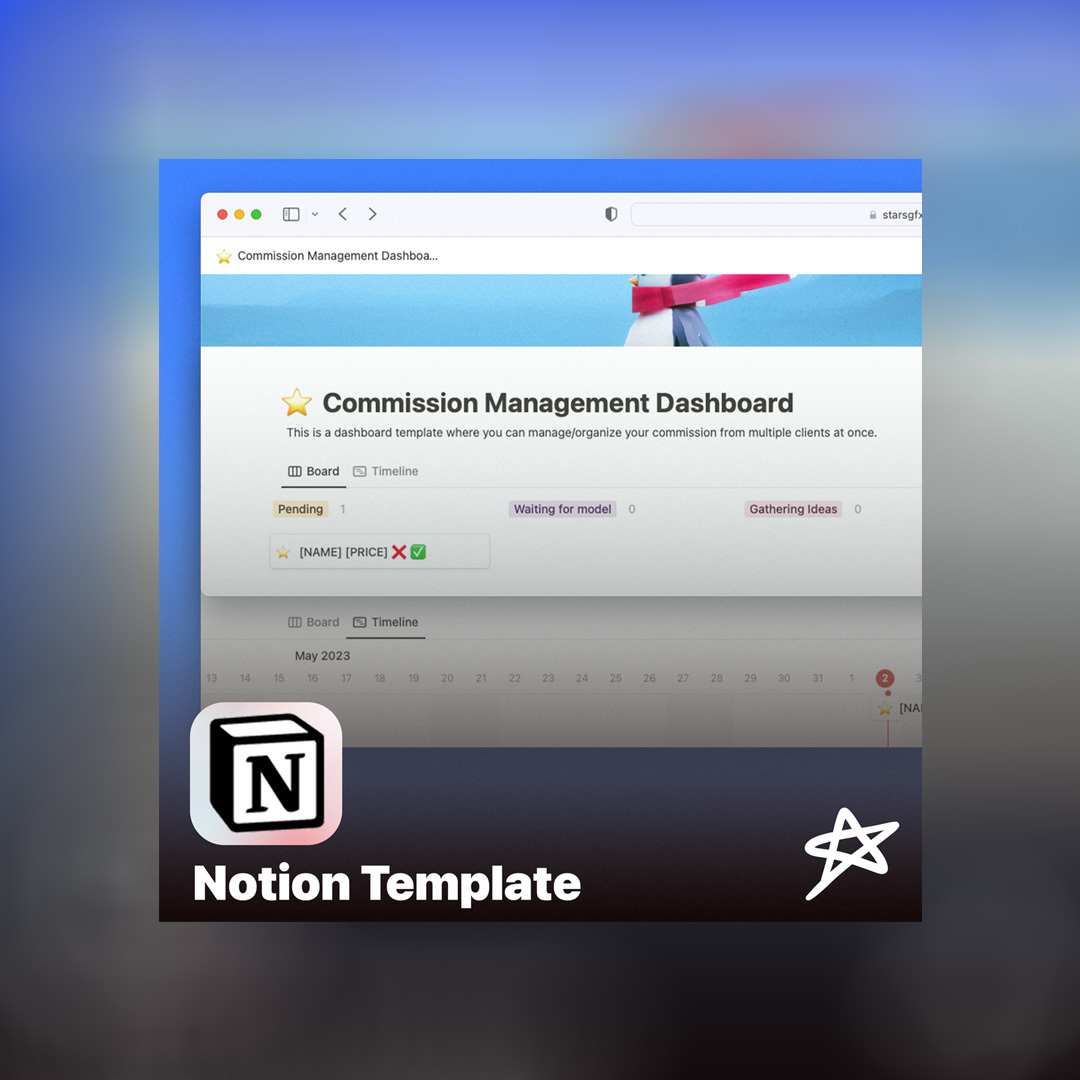 starsgfx
⭐ Commission Management Dashboa...
⭐ Commission Management Dashboard
This is a dashboard template where you can manage/organize your commission from multiple clients at once.
Board Timeline
Pending 1 Waiting for model 0 Gathering Ideas 0
⭐ [NAME] [PRICE] ❌ ✅
Board Timeline
May 2023
13 14 15 16 17 18 19 20 21 22 23 24 25 26 27 28 29 30 31 1 2 3
⭐ [NA
N
Notion Template